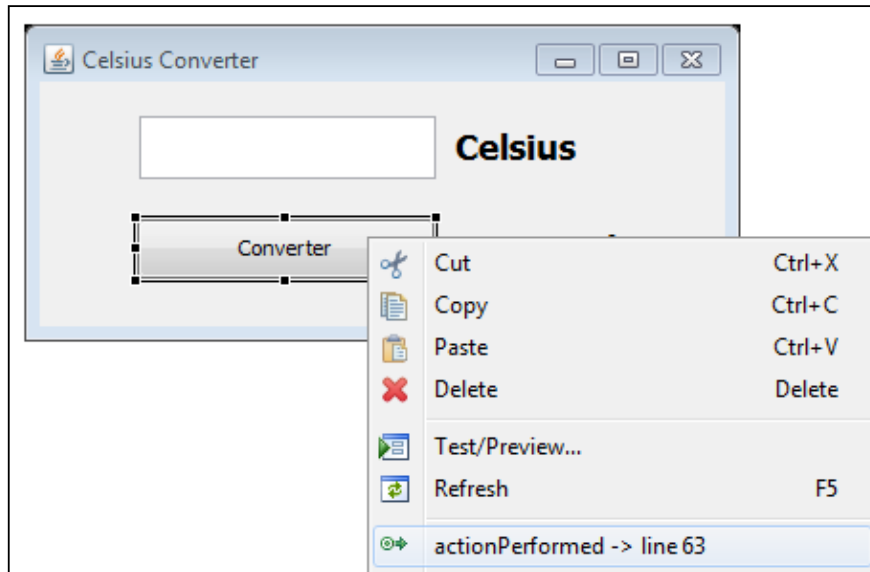 Celsius Converter
Celsius
Converter
Cut Ctrl+X
Copy Ctrl+C
Paste Ctrl+V
Delete Delete
Test/Preview...
Refresh F5
actionPerformed -> line 63